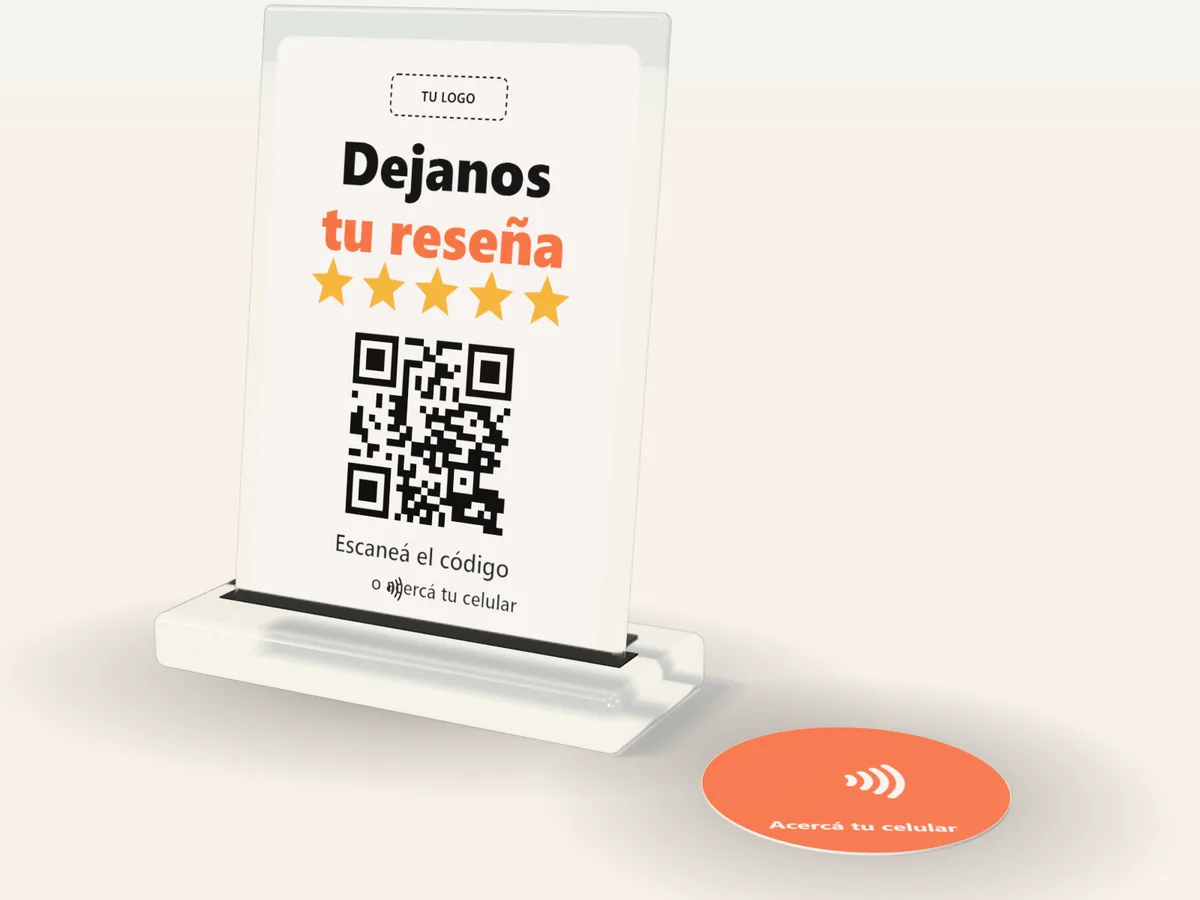 TU LOGO
Dejanos
tu reseña
Escaneá el código
o acercá tu celular
Acercá tu celular